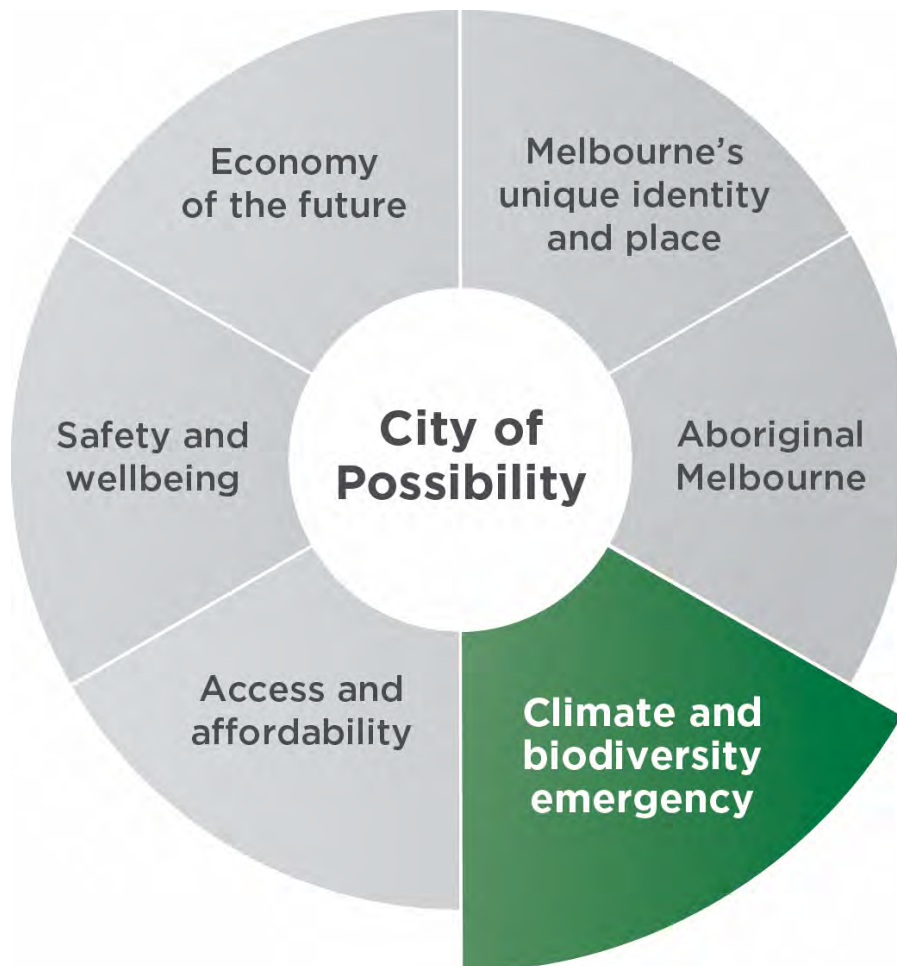 Economy
of the future
Melbourne’s
unique identity
and place
Safety and
wellbeing
City of
Possibility
Aboriginal
Melbourne
Access and
affordability
Climate and
biodiversity
emergency